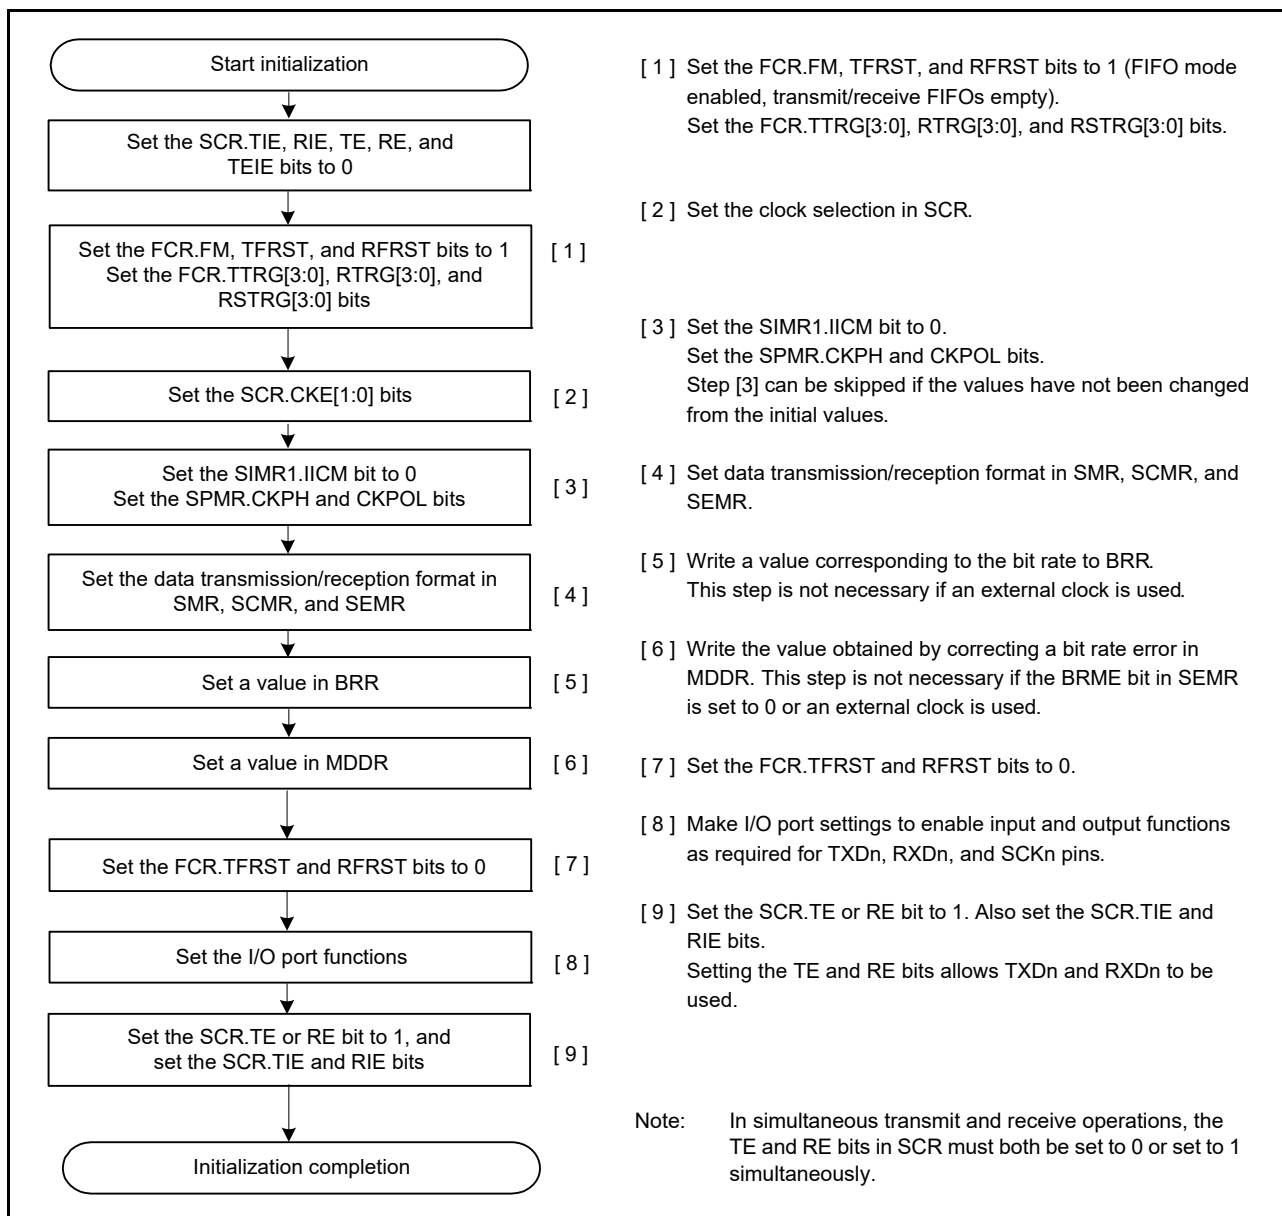 Start initialization
Set the SCR.TIE, RIE, TE, RE, and
TEIE bits to 0
Set the FCR.FM, TFRST, and RFRST bits to 1
Set the FCR.TTRG[3:0], RTRG[3:0], and
RSTRG[3:0] bits
[ 1 ]
Set the SCR.CKE[1:0] bits
[ 2 ]
Set the SIMR1.IICM bit to 0
Set the SPMR.CKPH and CKPOL bits
[ 3 ]
Set the data transmission/reception format in
SMR, SCMR, and SEMR
[ 4 ]
Set a value in BRR
[ 5 ]
Set a value in MDDR
[ 6 ]
Set the FCR.TFRST and RFRST bits to 0
[ 7 ]
Set the I/O port functions
[ 8 ]
Set the SCR.TE or RE bit to 1, and
set the SCR.TIE and RIE bits
[ 9 ]
Initialization completion
[ 1 ] Set the FCR.FM, TFRST, and RFRST bits to 1 (FIFO mode
enabled, transmit/receive FIFOs empty).
Set the FCR.TTRG[3:0], RTRG[3:0], and RSTRG[3:0] bits.
[ 2 ] Set the clock selection in SCR.
[ 3 ] Set the SIMR1.IICM bit to 0.
Set the SPMR.CKPH and CKPOL bits.
Step [3] can be skipped if the values have not been changed
from the initial values.
[ 4 ] Set data transmission/reception format in SMR, SCMR, and
SEMR.
[ 5 ] Write a value corresponding to the bit rate to BRR.
This step is not necessary if an external clock is used.
[ 6 ] Write the value obtained by correcting a bit rate error in
MDDR. This step is not necessary if the BRME bit in SEMR
is set to 0 or an external clock is used.
[ 7 ] Set the FCR.TFRST and RFRST bits to 0.
[ 8 ] Make I/O port settings to enable input and output functions
as required for TXDn, RXDn, and SCKn pins.
[ 9 ] Set the SCR.TE or RE bit to 1. Also set the SCR.TIE and
RIE bits.
Setting the TE and RE bits allows TXDn and RXDn to be
used.
Note: In simultaneous transmit and receive operations, the
TE and RE bits in SCR must both be set to 0 or set to 1
simultaneously.